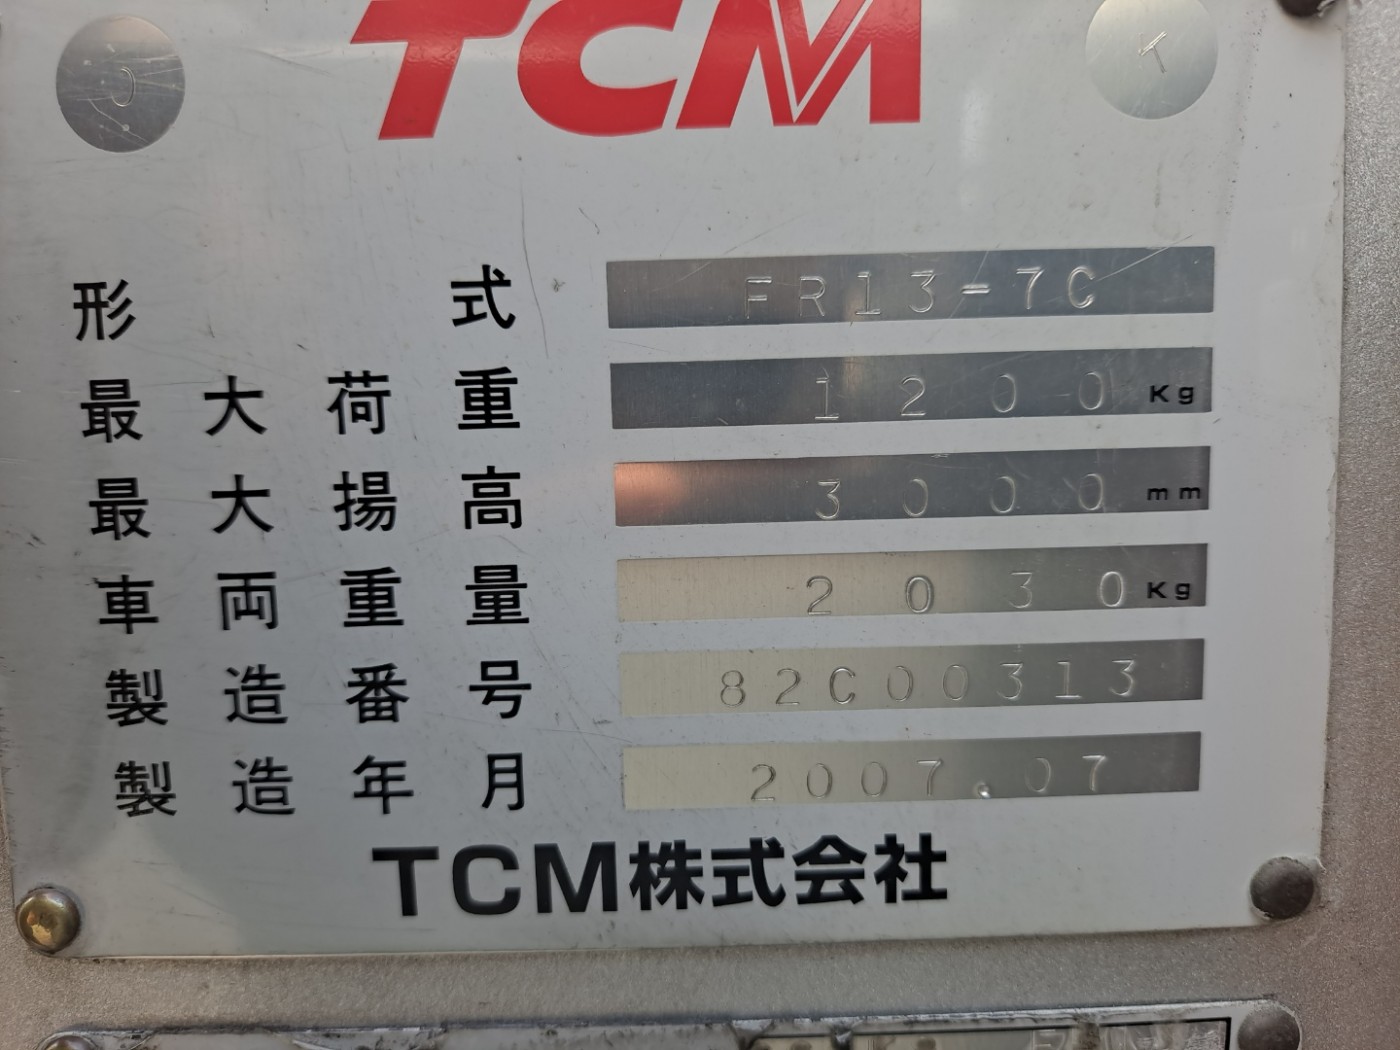 TCM
形式 FR13-7C
最大荷重 1200 Kg
最大揚高 3000 mm
車両重量 2030 Kg
製造番号 82C00313
製造年月 2007.07
TCM株式会社